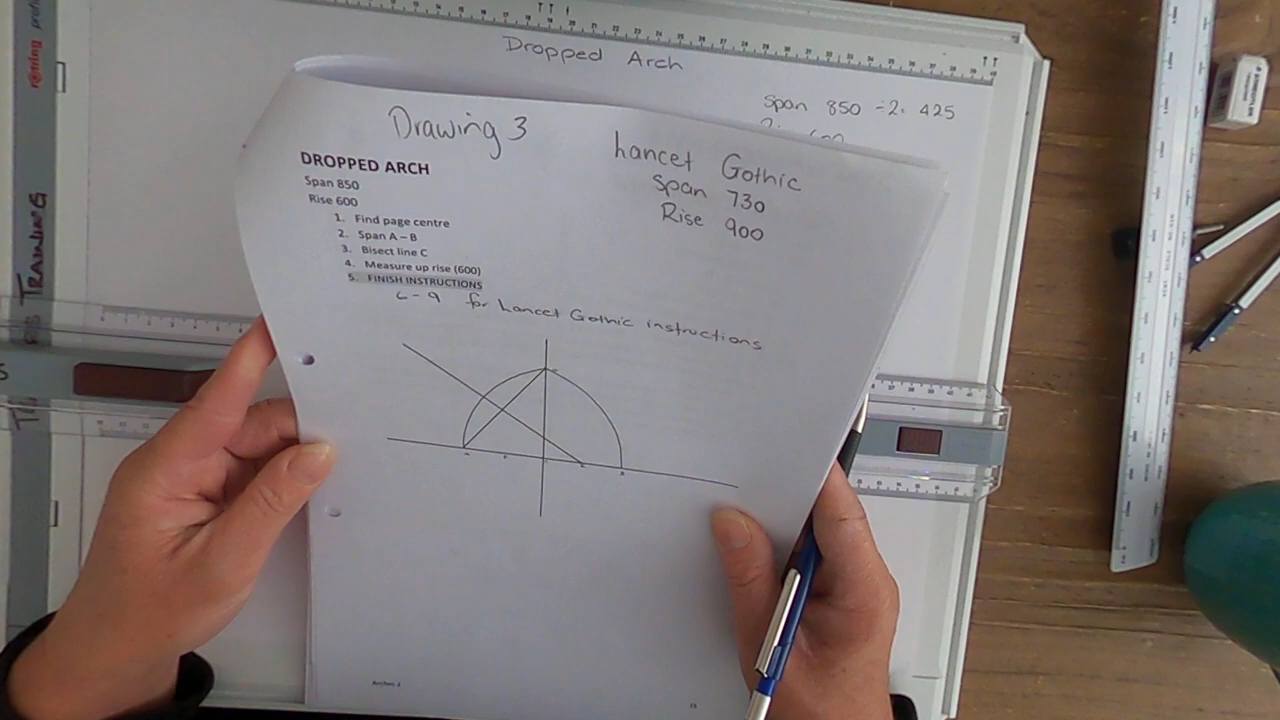 Dropped Arch
Span 850 ÷2. 425
Drawing 3
Lancet Gothic
Span 730
Rise 900
DROPPED ARCH
Span 850
Rise 600
1. Find page centre
2. Span A – B
3. Bisect line C
4. Measure up rise (600)
5. FINISH INSTRUCTIONS
6-9 for Lancet Gothic instructions
rotring
TRAINING